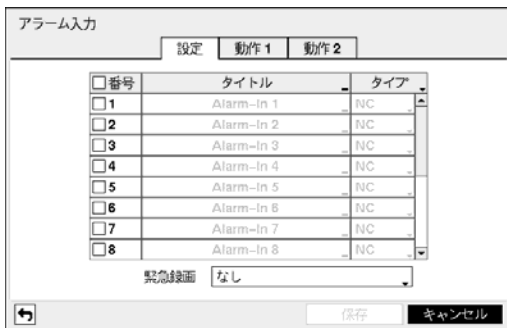 アラーム入力
設定 動作1 動作2
番号 タイトル タイプ
1 Alarm-In 1 NC
2 Alarm-In 2 NC
3 Alarm-In 3 NC
4 Alarm-In 4 NC
5 Alarm-In 5 NC
6 Alarm-In 6 NC
7 Alarm-In 7 NC
8 Alarm-In 8 NC
緊急録画 なし
保存 キャンセル